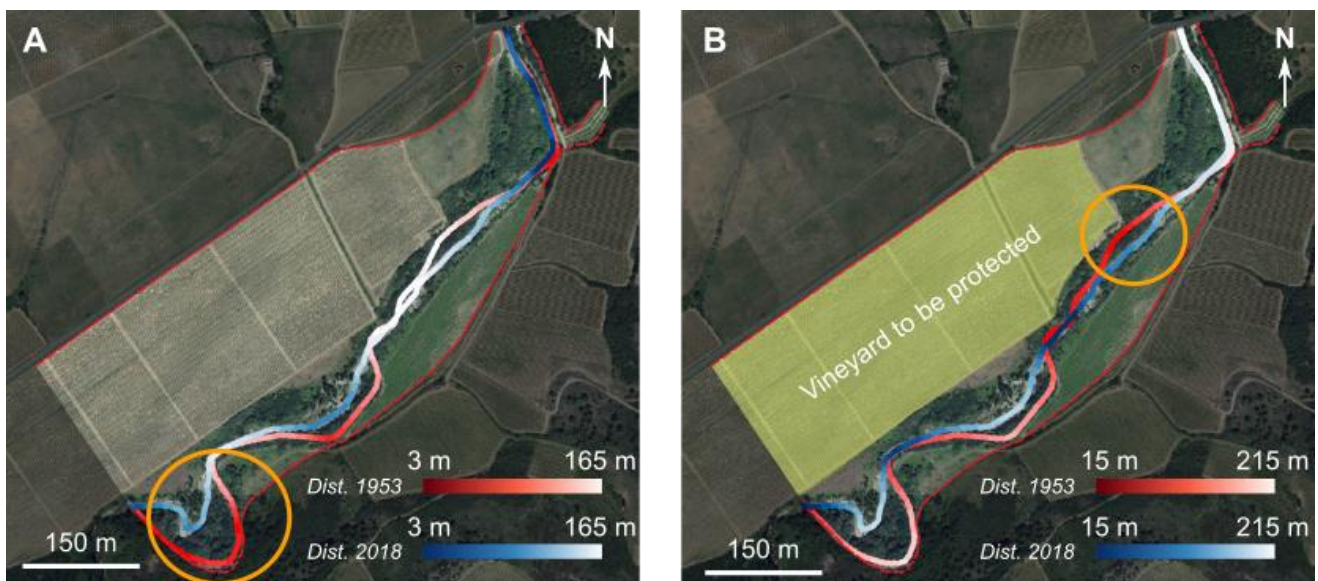 A
N
3 m 165 m
Dist. 1953
3 m 165 m
Dist. 2018
150 m
B
N
Vineyard to be protected
15 m 215 m
Dist. 1953
15 m 215 m
Dist. 2018
150 m